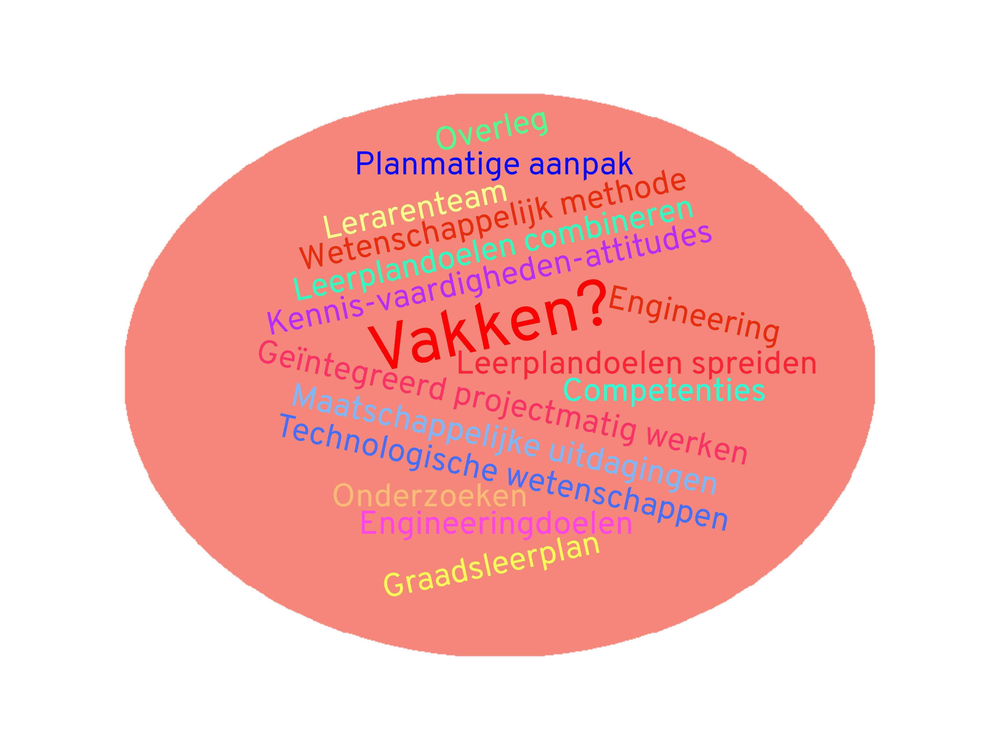 Overleg
Planmatige aanpak
Lerarenteam
wetenschappelijk methode
Leerplandoelen combineren
Kennis-vaardigheden-attitudes
Vakken?
Engineering
Geïntegreerd projectmatig werken
Leerplandoelen spreiden
Competenties
Maatschappelijke uitdagingen
Technologische wetenschappen
Onderzoeken
Engineeringdoelen
Graadsleerplan